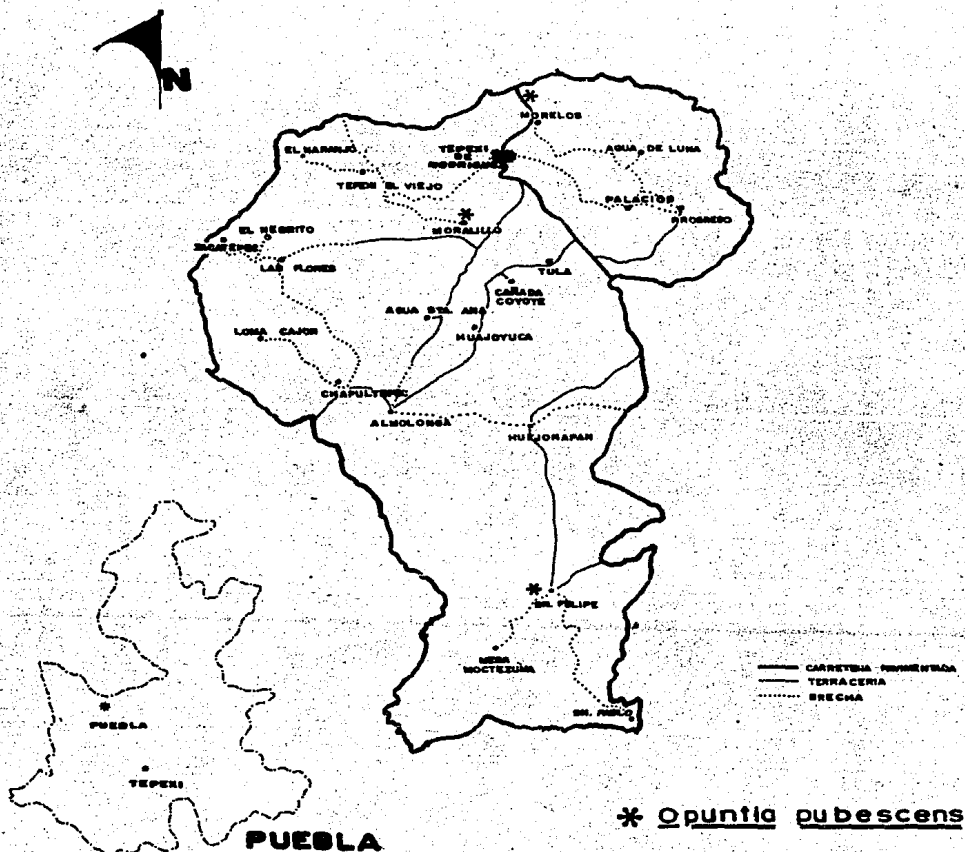 N
* MORELOS
EL NARANJO
TEPEXI
DE
AGUA DE LUNA
TEPEXI EL VIEJO
PALACIOS
PROGRESO
* MORALILLO
EL NEGRITO
LAS FLORES
TULA
CAÑADA
COYOTE
AGUA STA. ANA
HUAJOYUCA
LOMA CAJON
CHAPULTEPEC
ALMOLONGA
HUEJONAPAN
* SN. FELIPE
MESA
MOCTEZUMA
SN. PABLO
CARRETERA PAVIMENTADA
TERRACERIA
BRECHA
* PUEBLA
TEPEXI
PUEBLA
* Opuntia pubescens